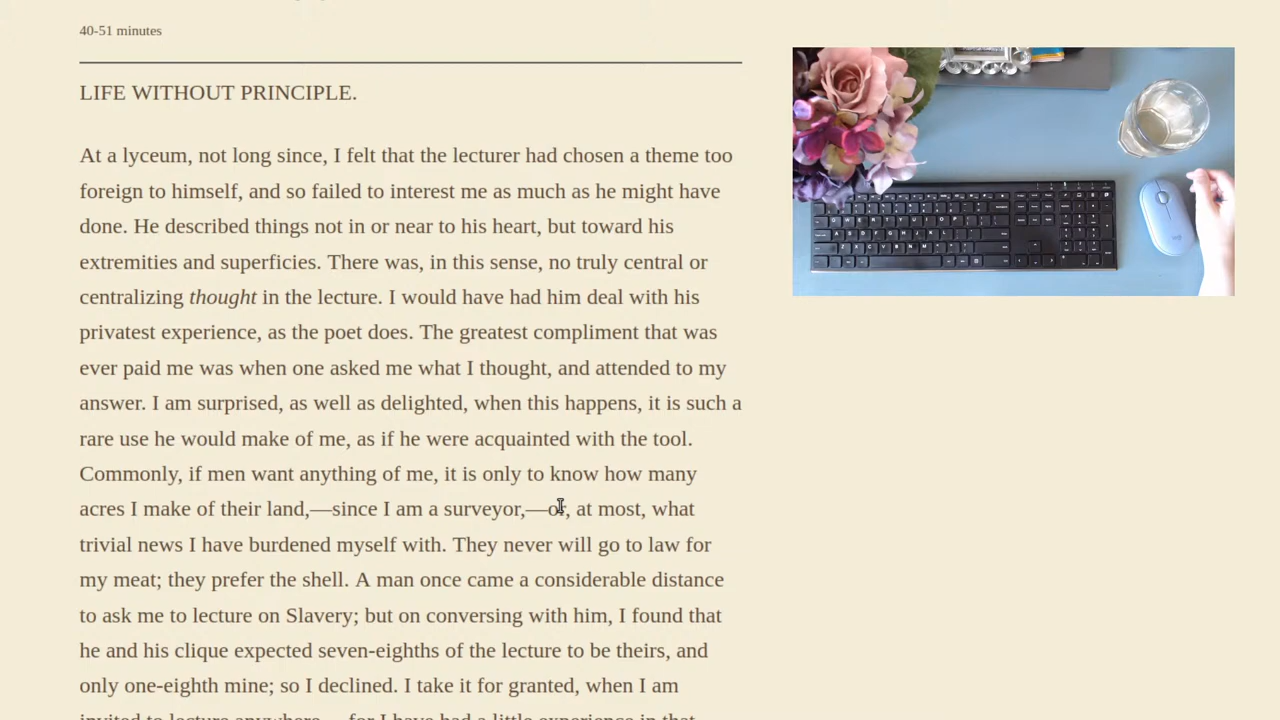 40-51 minutes
LIFE WITHOUT PRINCIPLE.
At a lyceum, not long since, I felt that the lecturer had chosen a theme too
foreign to himself, and so failed to interest me as much as he might have
done. He described things not in or near to his heart, but toward his
extremities and superficies. There was, in this sense, no truly central or
centralizing thought in the lecture. I would have had him deal with his
privatest experience, as the poet does. The greatest compliment that was
ever paid me was when one asked me what I thought, and attended to my
answer. I am surprised, as well as delighted, when this happens, it is such a
rare use he would make of me, as if he were acquainted with the tool.
Commonly, if men want anything of me, it is only to know how many
acres I make of their land,—since I am a surveyor,—or, at most, what
trivial news I have burdened myself with. They never will go to law for
my meat; they prefer the shell. A man once came a considerable distance
to ask me to lecture on Slavery; but on conversing with him, I found that
he and his clique expected seven-eighths of the lecture to be theirs, and
only one-eighth mine; so I declined. I take it for granted, when I am
invited to lecture anywhere,—for I have had a little experience in that